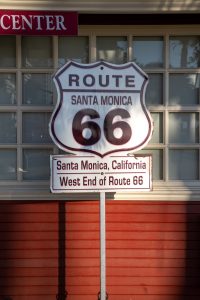 CENTER
ROUTE
SANTA MONICA
66
Santa Monica, California
West End of Route 66